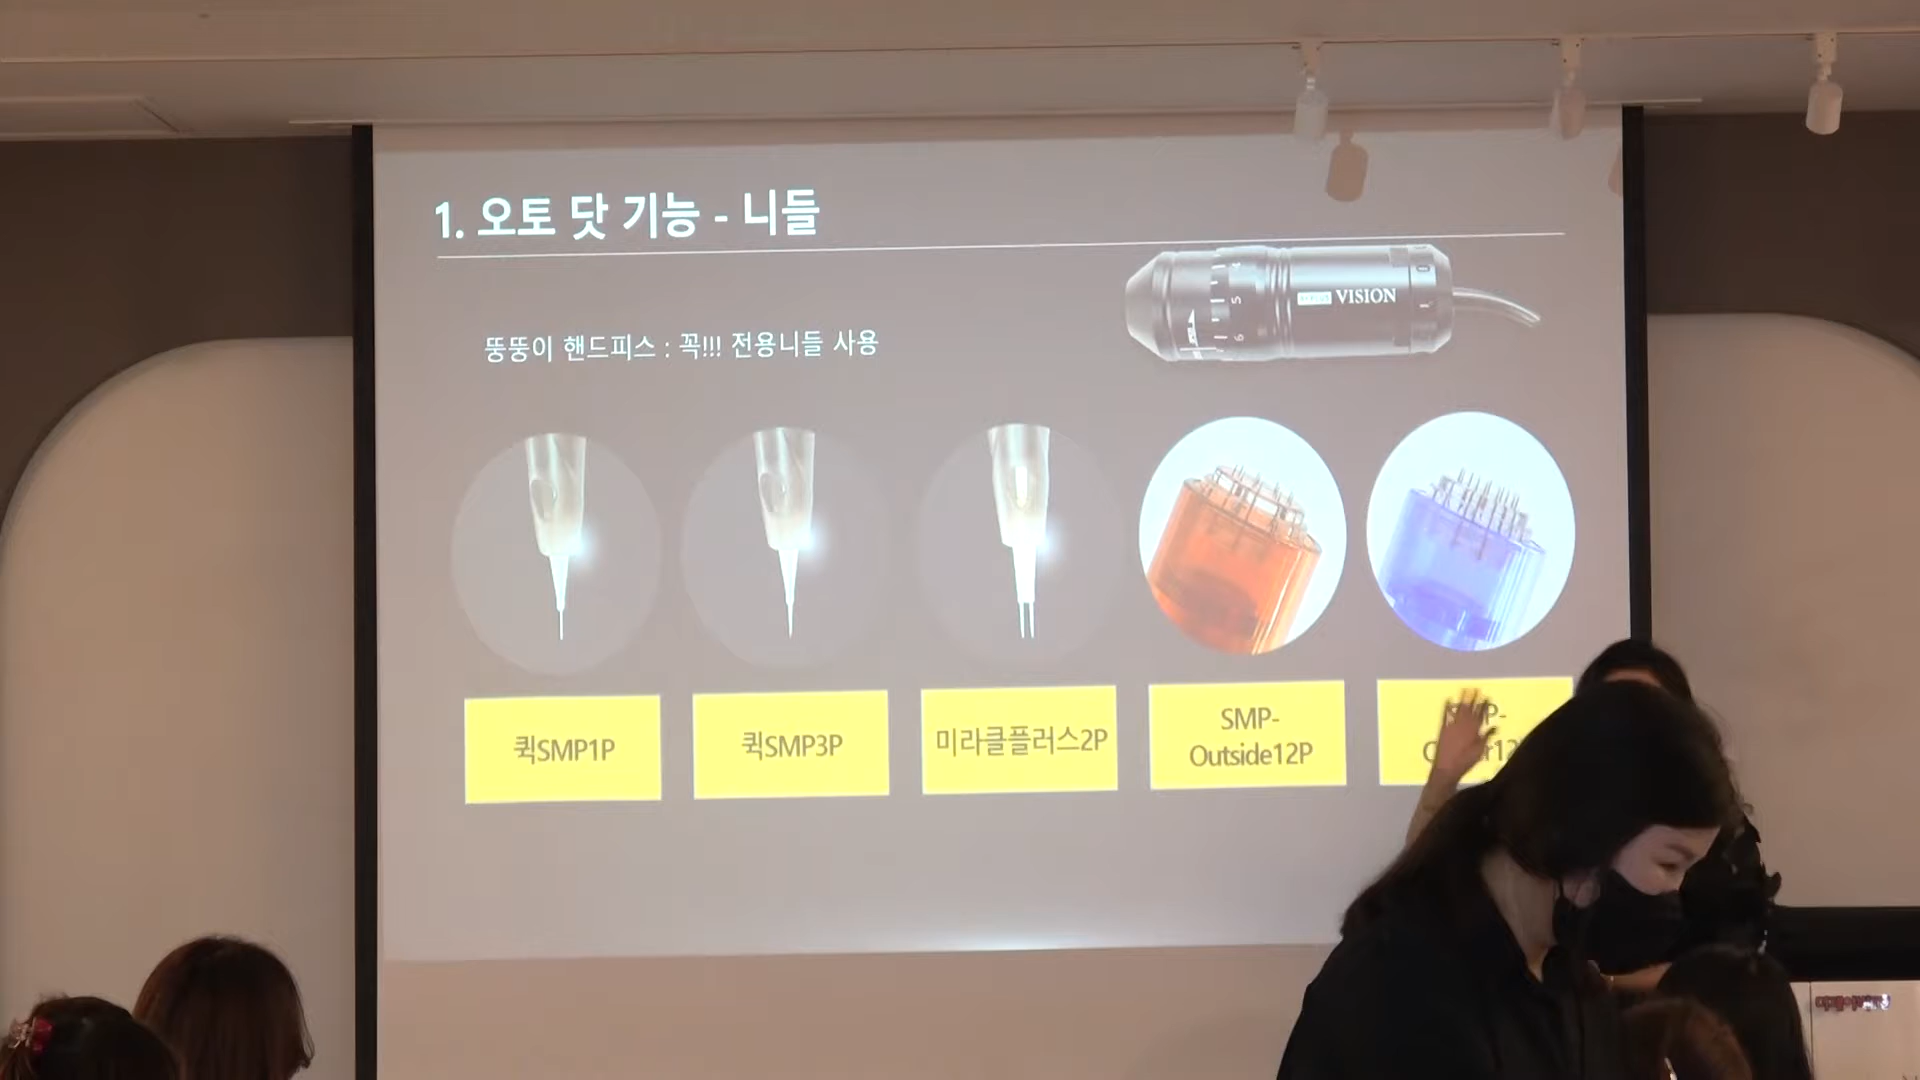 1. 오토 닷 기능 - 니들
VISION
5
6
뚱뚱이 핸드피스 : 꼭!!! 전용니들 사용
퀵SMP1P
퀵SMP3P
미라클플러스2P
SMP-
Outside12P